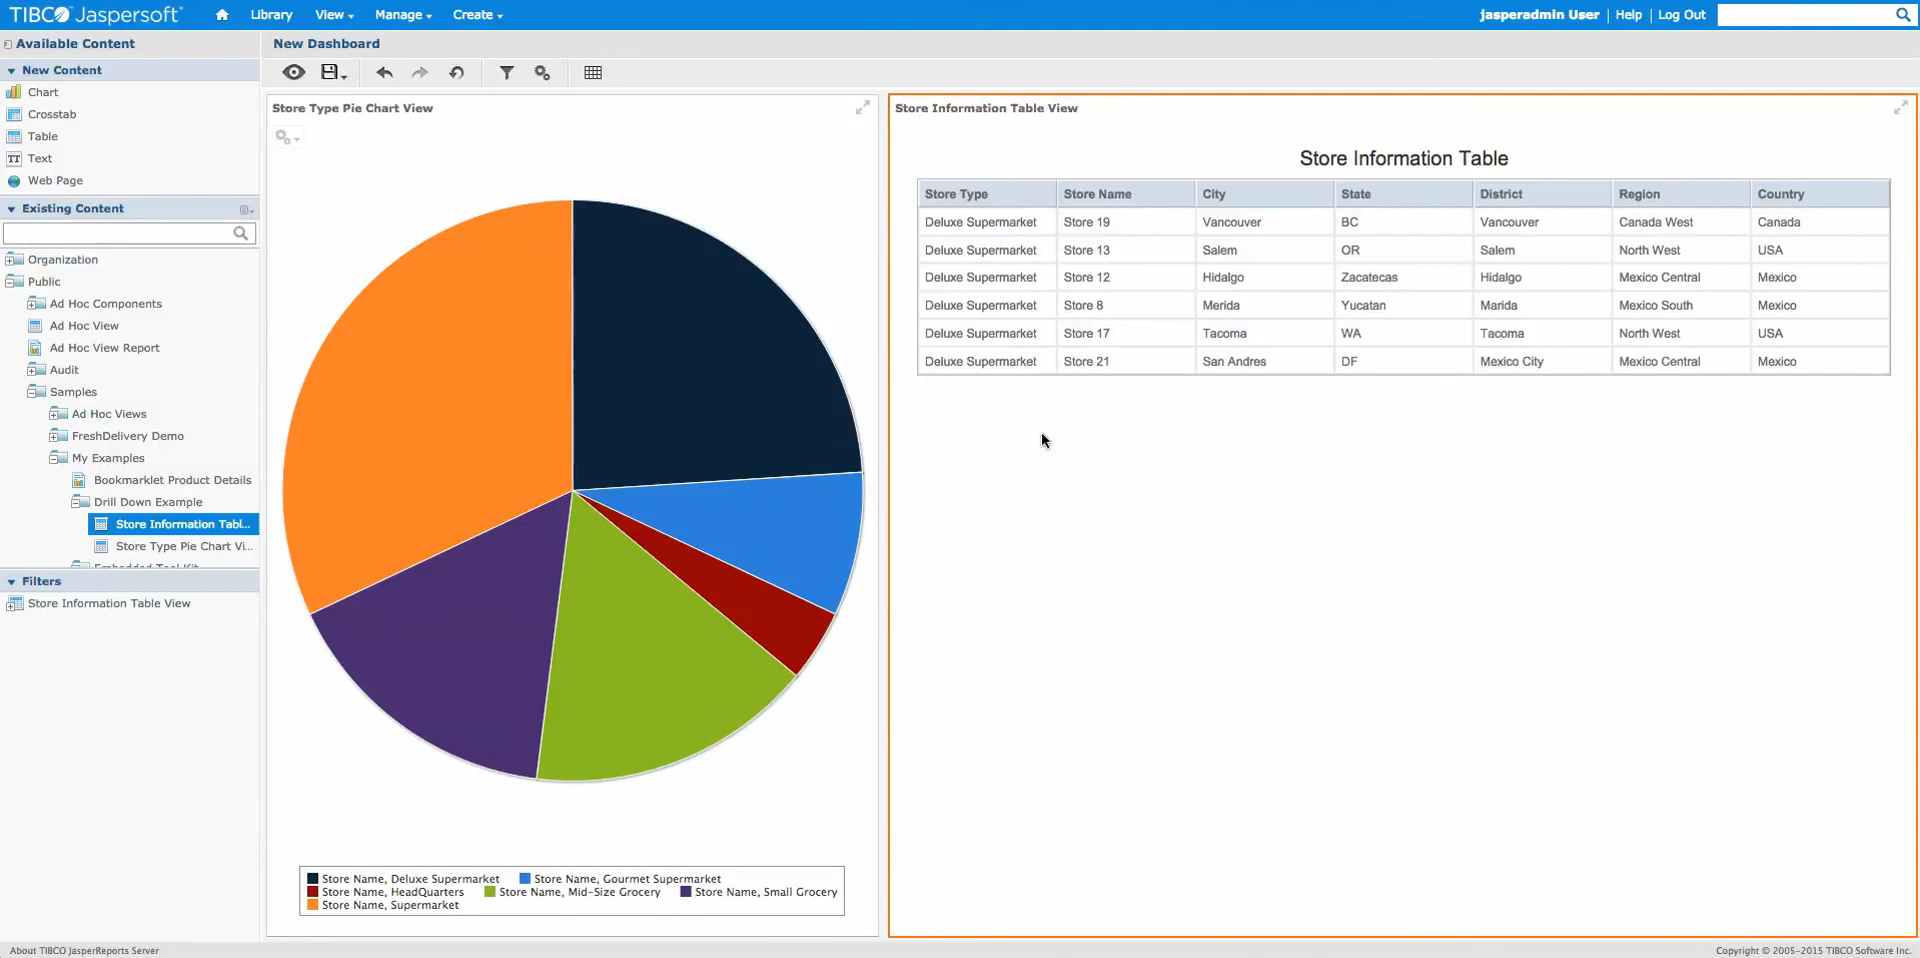 TIBCO Jaspersoft Library View Manage Create jasperadmin User | Help | Log Out
Available Content
New Dashboard
New Content
Chart
Crosstab
Table
TT Text
Web Page
Existing Content
Organization
Public
Ad Hoc Components
Ad Hoc View
Ad Hoc View Report
Audit
Samples
Ad Hoc Views
FreshDelivery Demo
My Examples
Bookmarklet Product Details
Drill Down Example
Store Information Tabl...
Store Type Pie Chart Vi...
Filters
Store Information Table View
Store Type Pie Chart View
Store Name, Deluxe Supermarket Store Name, Gourmet Supermarket
Store Name, HeadQuarters Store Name, Mid-Size Grocery Store Name, Small Grocery
Store Name, Supermarket
Store Information Table View
Store Information Table
Store Type Store Name City State District Region Country
Deluxe Supermarket Store 19 Vancouver BC Vancouver Canada West Canada
Deluxe Supermarket Store 13 Salem OR Salem North West USA
Deluxe Supermarket Store 12 Hidalgo Zacatecas Hidalgo Mexico Central Mexico
Deluxe Supermarket Store 8 Merida Yucatan Marida Mexico South Mexico
Deluxe Supermarket Store 17 Tacoma WA Tacoma North West USA
Deluxe Supermarket Store 21 San Andres DF Mexico City Mexico Central Mexico
About TIBCO JasperReports Server
Copyright © 2005-2015 TIBCO Software Inc.